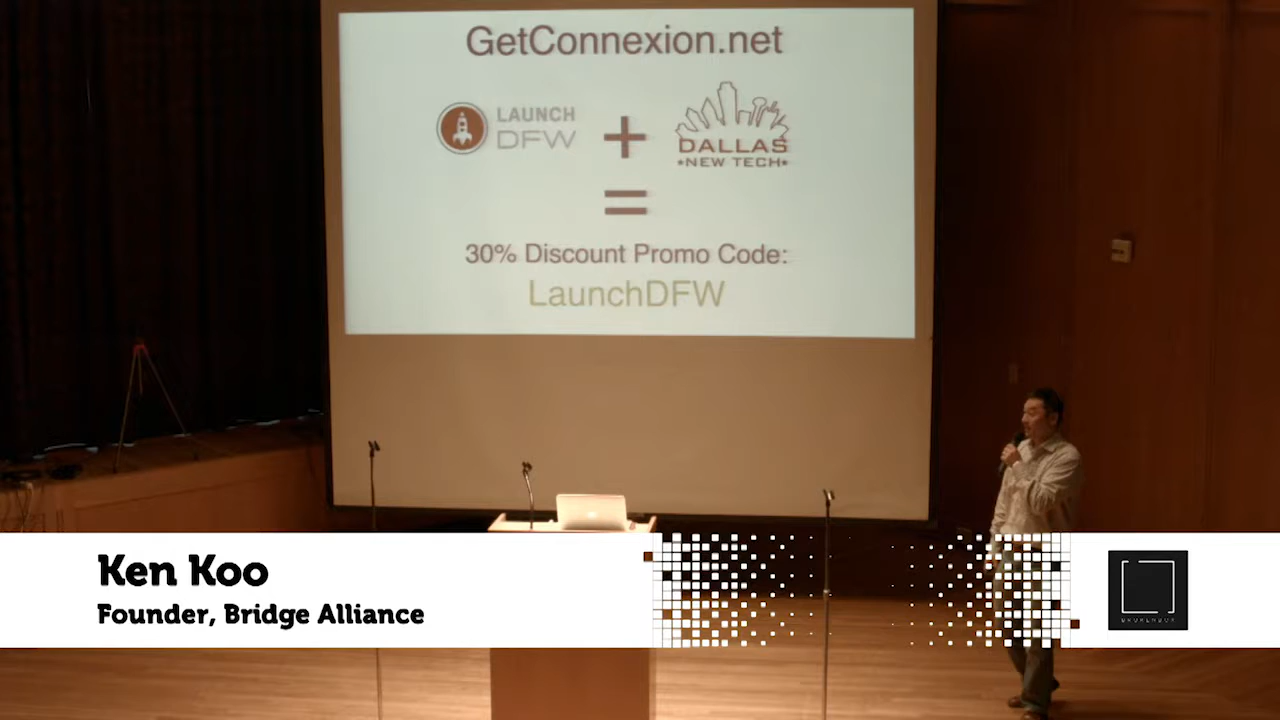 GetConnexion.net
LAUNCH
DFW
+
DALLAS
★NEW TECH★
=
30% Discount Promo Code:
LaunchDFW
Ken Koo
Founder, Bridge Alliance